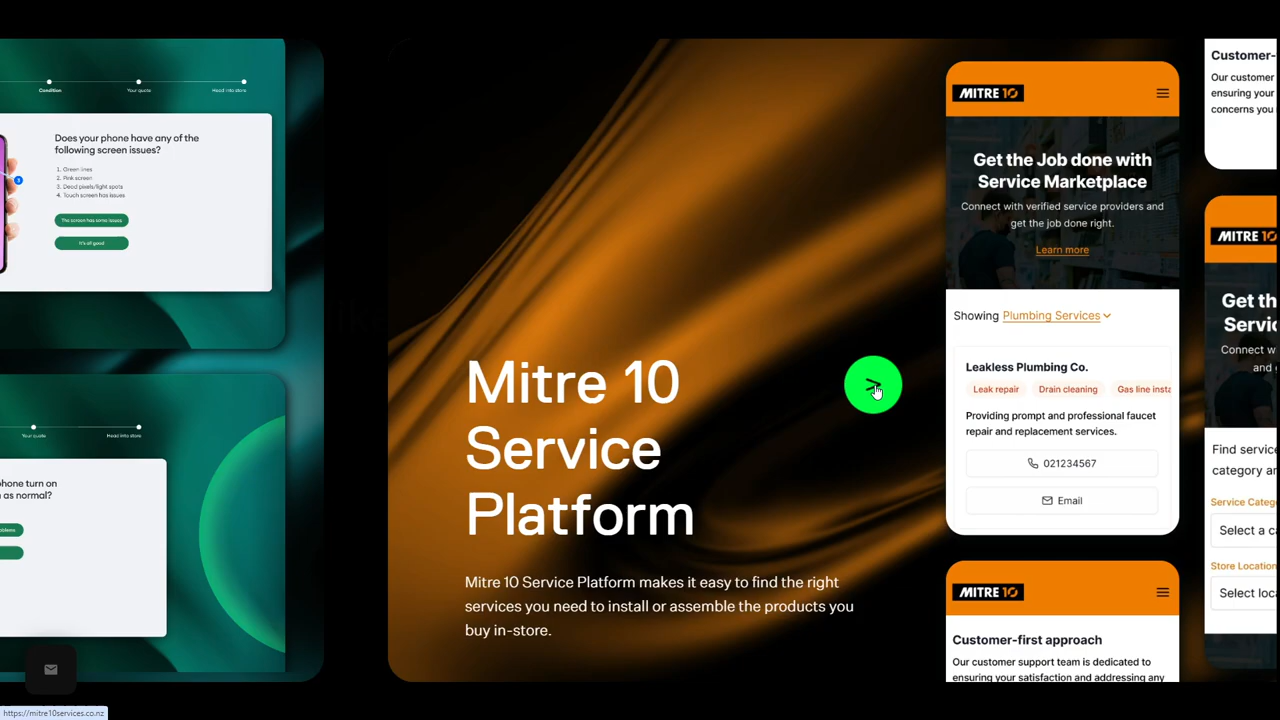 Condition
Your quote
Head into store
Does your phone have any of the
following screen issues?
1. Green lines
2. Pink screen
3. Dead pixels/light spots
4. Touch screen has issues
The screen has some issues
It's all good
3
Your quote
Head into store
phone turn on
n as normal?
https://mitre10services.co.nz
Mitre 10
Service
Platform
Mitre 10 Service Platform makes it easy to find the right
services you need to install or assemble the products you
buy in-store.
>
MITRE 10
Get the Job done with
Service Marketplace
Connect with verified service providers and
get the job done right.
Learn more
Showing Plumbing Services
Leakless Plumbing Co.
Leak repair Drain cleaning Gas line insta
Providing prompt and professional faucet
repair and replacement services.
021234567
Email
MITRE 10
Customer-first approach
Our customer support team is dedicated to
ensuring your satisfaction and addressing any
Customer-
Our customer
ensuring your
concerns you
MITRE 10
Get th
Servic
Connect w
and g
Find service
category an
Service Categ
Select a ca
Store Location
Select loc